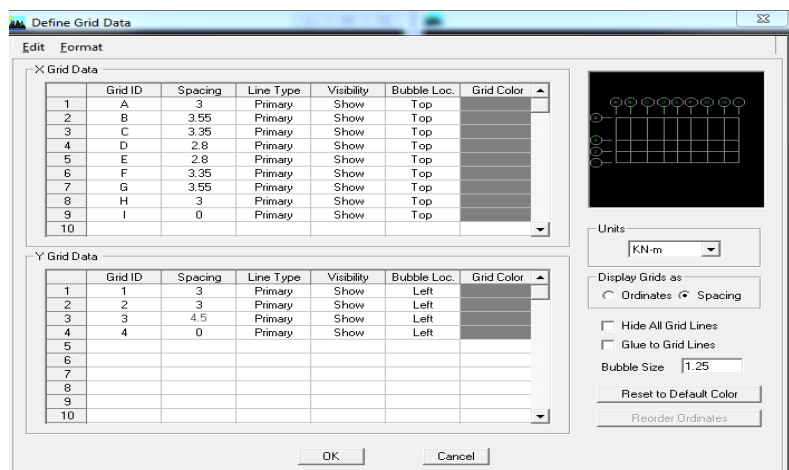 Define Grid Data
Edit Format
X Grid Data
Grid ID Spacing Line Type Visibility Bubble Loc. Grid Color
1 A 3 Primary Show Top
2 B 3.55 Primary Show Top
3 C 3.35 Primary Show Top
4 D 2.8 Primary Show Top
5 E 2.8 Primary Show Top
6 F 3.35 Primary Show Top
7 G 3.55 Primary Show Top
8 H 3 Primary Show Top
9 I 0 Primary Show Top
10
Y Grid Data
Grid ID Spacing Line Type Visibility Bubble Loc. Grid Color
1 1 3 Primary Show Left
2 2 3 Primary Show Left
3 3 4.5 Primary Show Left
4 4 0 Primary Show Left
5
6
7
8
9
10
Units
KN-m
Display Grids as
Ordinates Spacing
Hide All Grid Lines
Glue to Grid Lines
Bubble Size 1.25
Reset to Default Color
Reorder Ordinates
OK Cancel